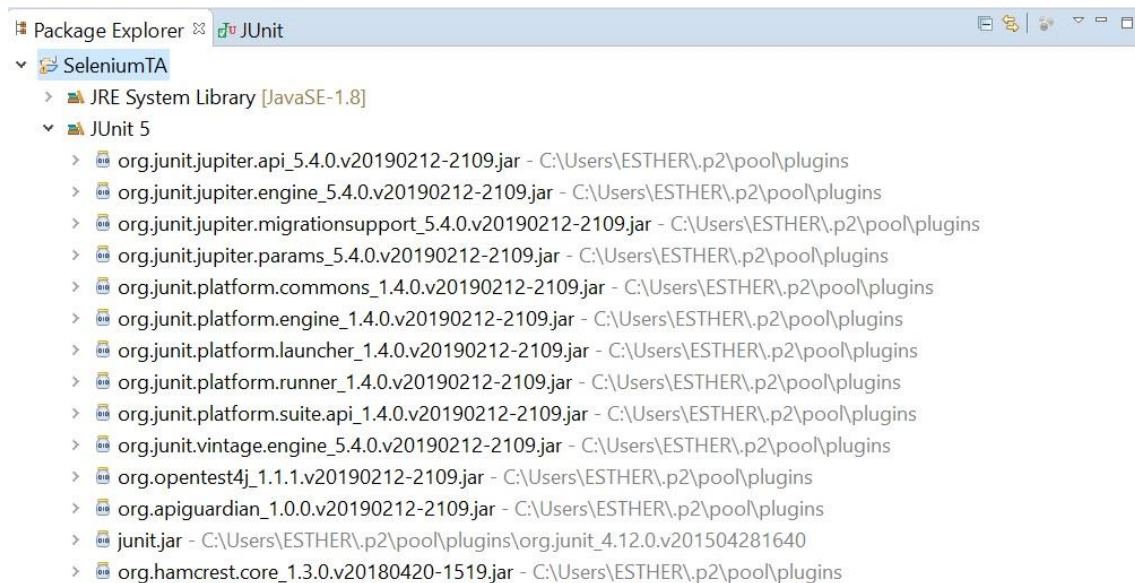 Package Explorer JUnit
SeleniumTA
JRE System Library [JavaSE-1.8]
JUnit 5
org.junit.jupiter.api_5.4.0.v20190212-2109.jar - C:\Users\ESTHER\.p2\pool\plugins
org.junit.jupiter.engine_5.4.0.v20190212-2109.jar - C:\Users\ESTHER\.p2\pool\plugins
org.junit.jupiter.migrationsupport_5.4.0.v20190212-2109.jar - C:\Users\ESTHER\.p2\pool\plugins
org.junit.jupiter.params_5.4.0.v20190212-2109.jar - C:\Users\ESTHER\.p2\pool\plugins
org.junit.platform.commons_1.4.0.v20190212-2109.jar - C:\Users\ESTHER\.p2\pool\plugins
org.junit.platform.engine_1.4.0.v20190212-2109.jar - C:\Users\ESTHER\.p2\pool\plugins
org.junit.platform.launcher_1.4.0.v20190212-2109.jar - C:\Users\ESTHER\.p2\pool\plugins
org.junit.platform.runner_1.4.0.v20190212-2109.jar - C:\Users\ESTHER\.p2\pool\plugins
org.junit.platform.suite.api_1.4.0.v20190212-2109.jar - C:\Users\ESTHER\.p2\pool\plugins
org.junit.vintage.engine_5.4.0.v20190212-2109.jar - C:\Users\ESTHER\.p2\pool\plugins
org.opentest4j_1.1.1.v20190212-2109.jar - C:\Users\ESTHER\.p2\pool\plugins
org.apiguardian_1.0.0.v20190212-2109.jar - C:\Users\ESTHER\.p2\pool\plugins
junit.jar - C:\Users\ESTHER\.p2\pool\plugins\org.junit_4.12.0.v201504281640
org.hamcrest.core_1.3.0.v20180420-1519.jar - C:\Users\ESTHER\.p2\pool\plugins